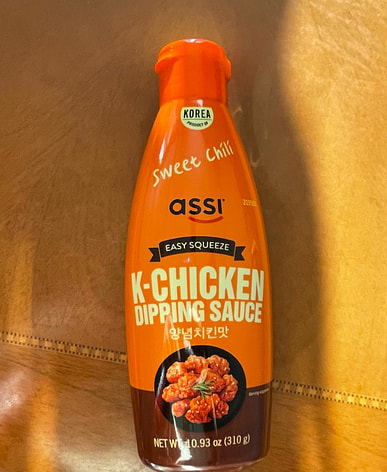 KOREA
PRODUCT OF
Sweet Chili
assi
EASY SQUEEZE
K-CHICKEN
DIPPING SAUCE
양념치킨맛
NET WT. 10.93 oz (310 g)